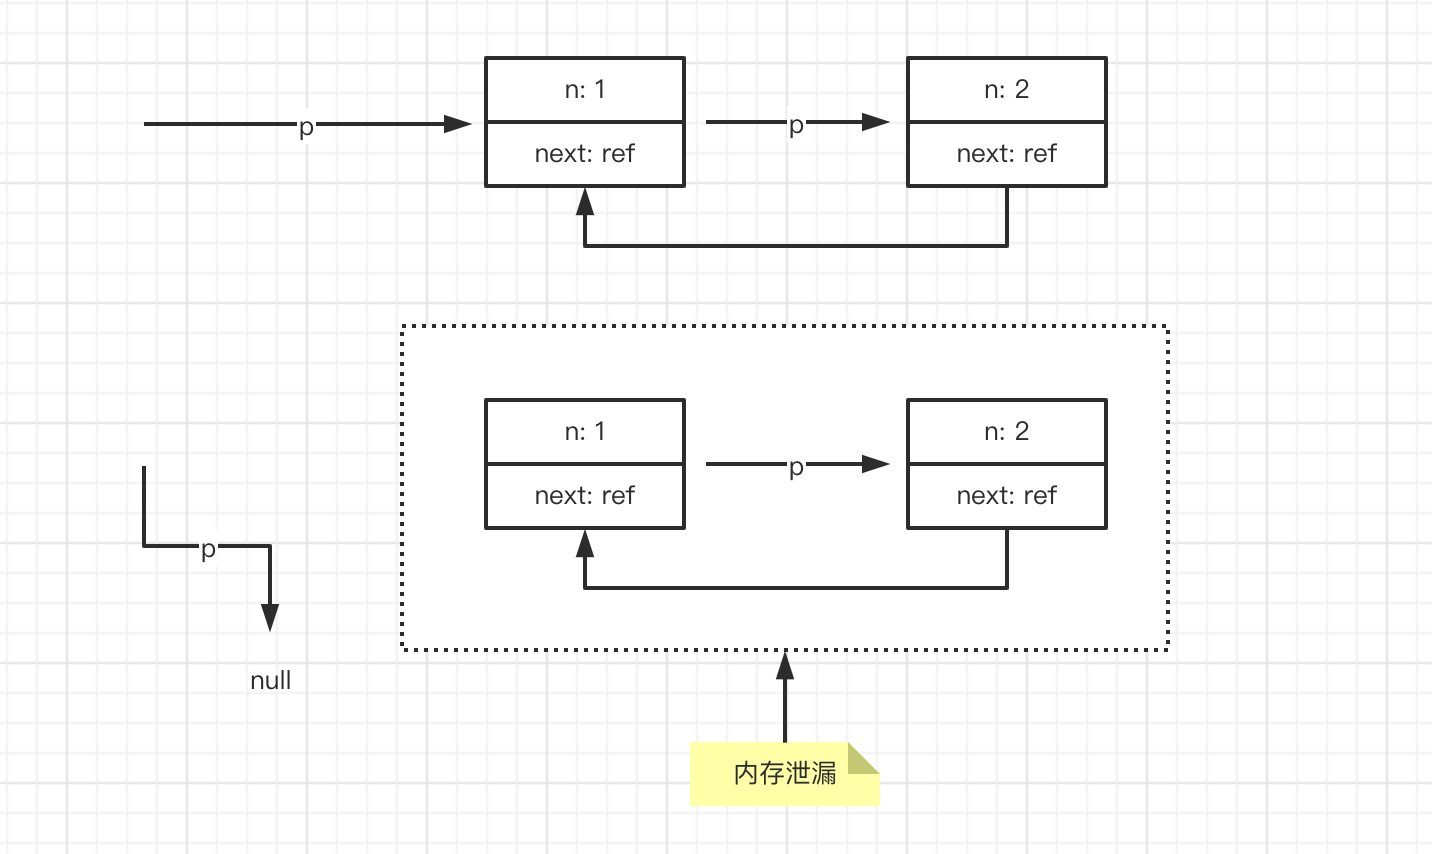 n: 1
n: 2
p
p
next: ref
next: ref
n: 1
n: 2
p
next: ref
next: ref
p
null
内存泄漏